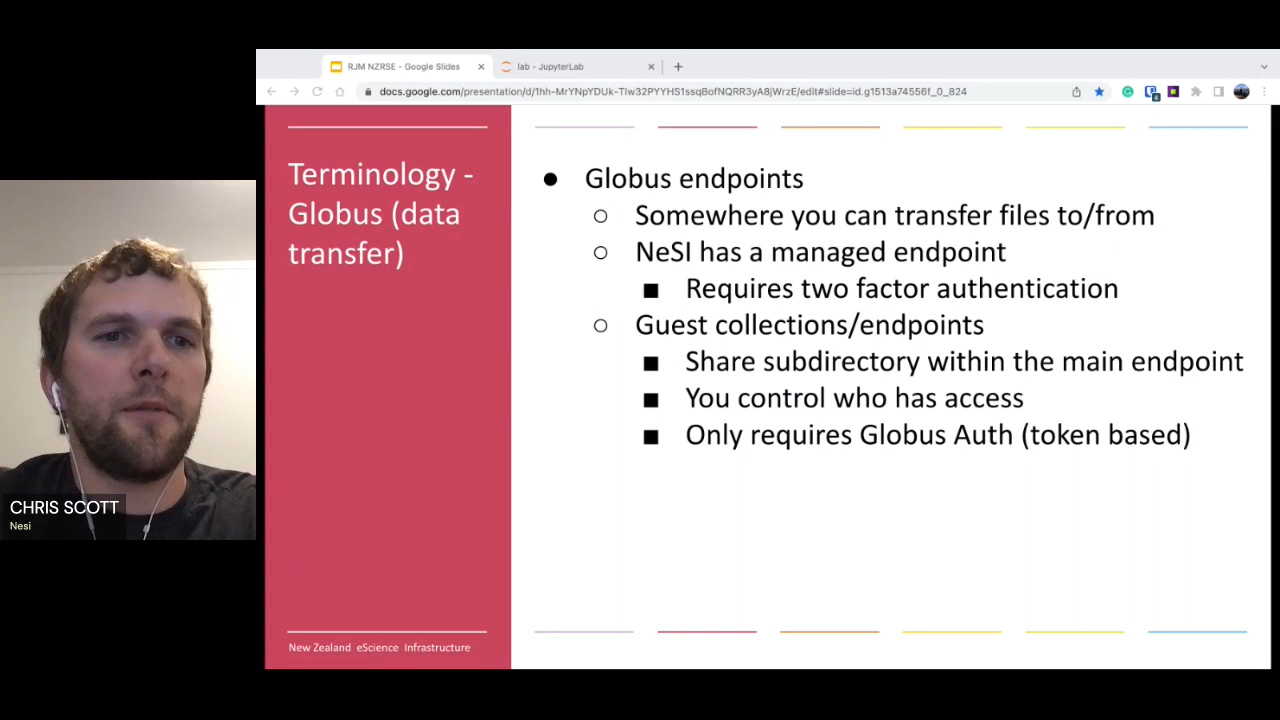 RJM NZRSE - Google Slides
lab - JupyterLab
docs.google.com/presentation/d/1hh-MrYNpYDUk-Tlw32PYYHS1ssqBofNQRR3yA8jWrzE/edit#slide=id.g1513a74556f_0_824
Terminology -
Globus (data
transfer)
● Globus endpoints
○ Somewhere you can transfer files to/from
○ NeSI has a managed endpoint
■ Requires two factor authentication
○ Guest collections/endpoints
■ Share subdirectory within the main endpoint
■ You control who has access
■ Only requires Globus Auth (token based)
CHRIS SCOTT
Nesi
New Zealand eScience Infrastructure